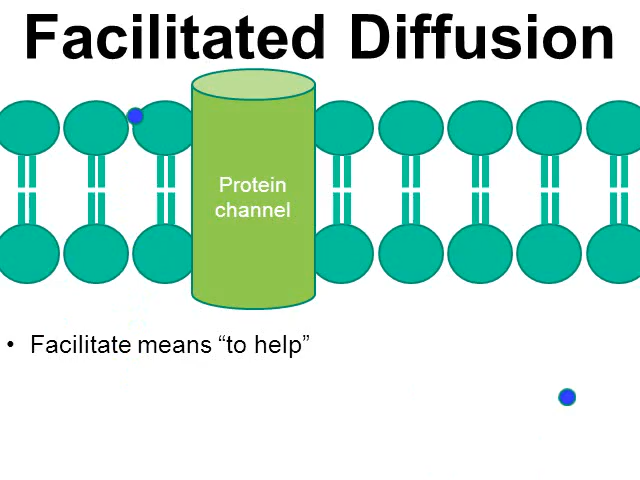 Facilitated Diffusion
Protein
channel
• Facilitate means “to help”